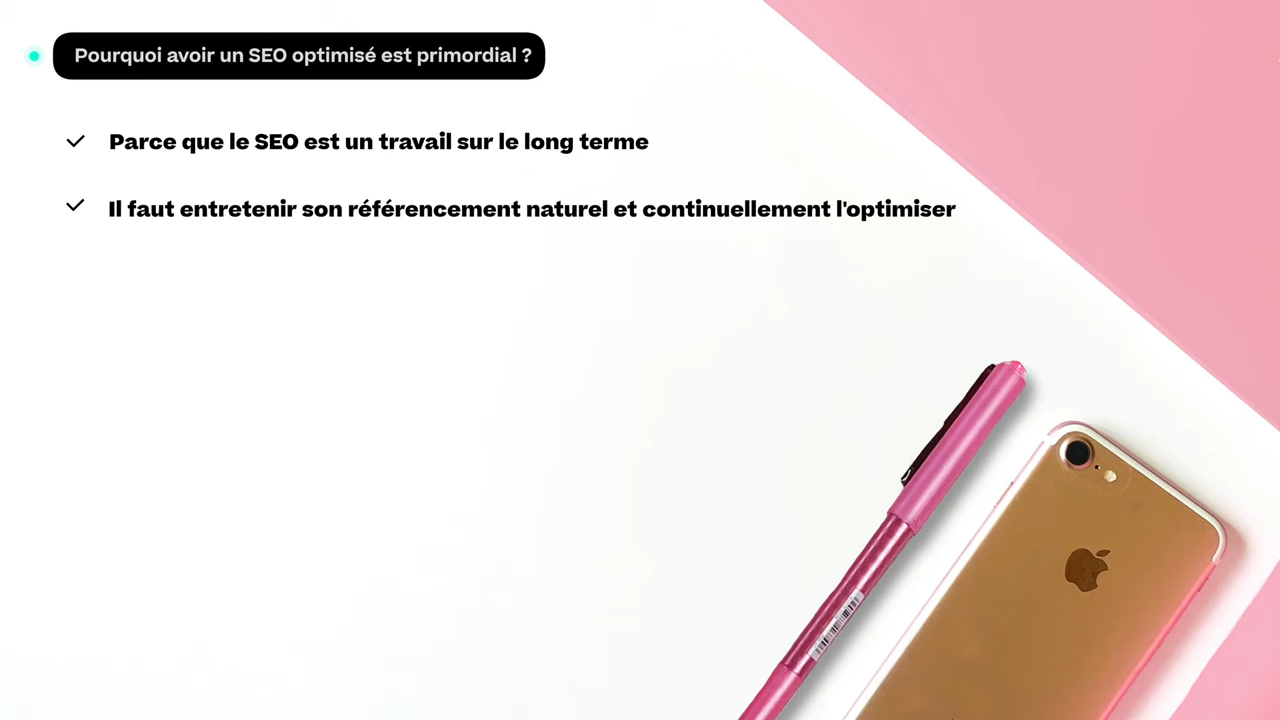 Pourquoi avoir un SEO optimisé est primordial ?
Parce que le SEO est un travail sur le long terme
Il faut entretenir son référencement naturel et continuellement l'optimiser